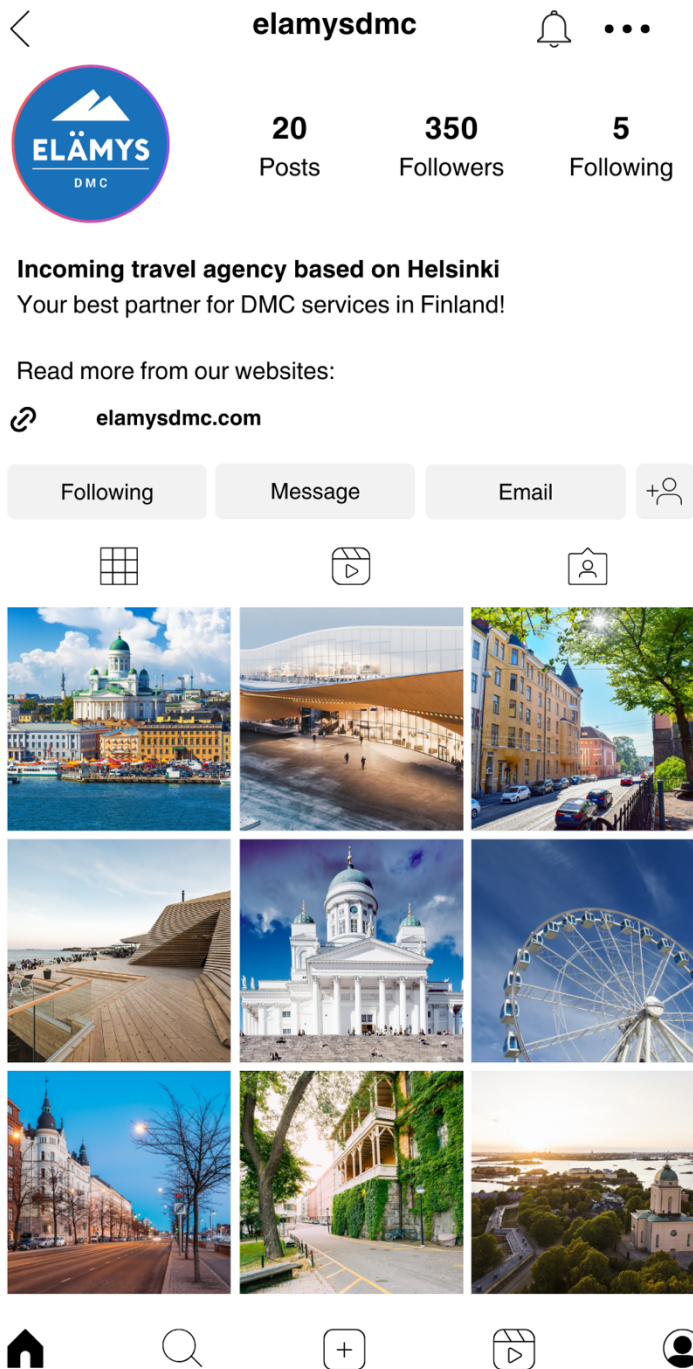 elamysdmc
ELÄMYS
DMC
20
Posts
350
Followers
5
Following
Incoming travel agency based on Helsinki
Your best partner for DMC services in Finland!
Read more from our websites:
elamysdmc.com
Following
Message
Email